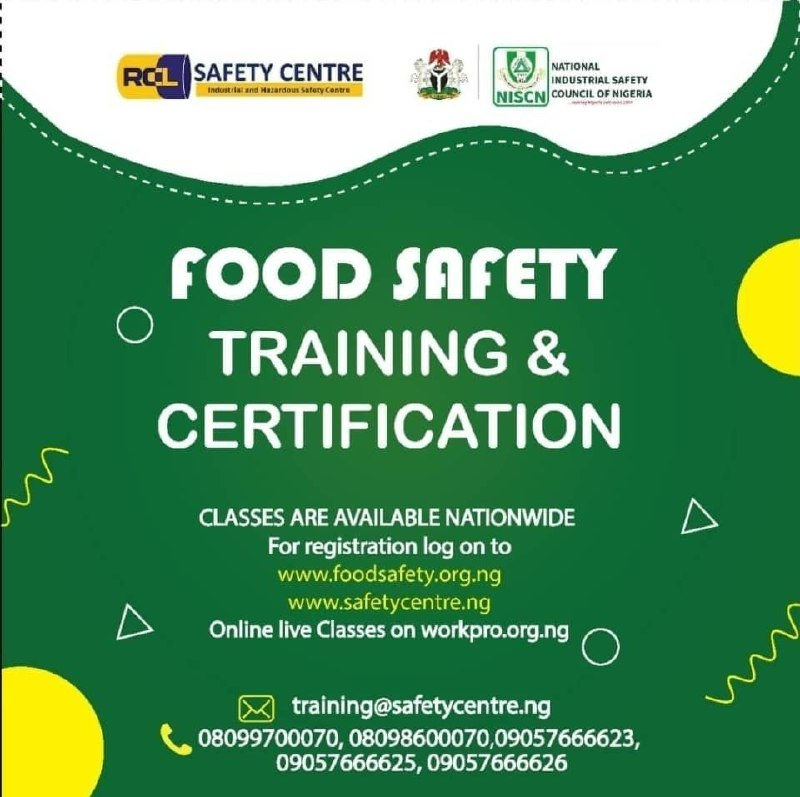 RCL SAFETY CENTRE
Industrial and Hazardous Safety Centre
NISCN
NATIONAL
INDUSTRIAL SAFETY
COUNCIL OF NIGERIA
FOOD SAFETY
TRAINING &
CERTIFICATION
CLASSES ARE AVAILABLE NATIONWIDE
For registration log on to
www.foodsafety.org.ng
www.safetycentre.ng
Online live Classes on workpro.org.ng
training@safetycentre.ng
08099700070, 08098600070,09057666623,
09057666625, 09057666626